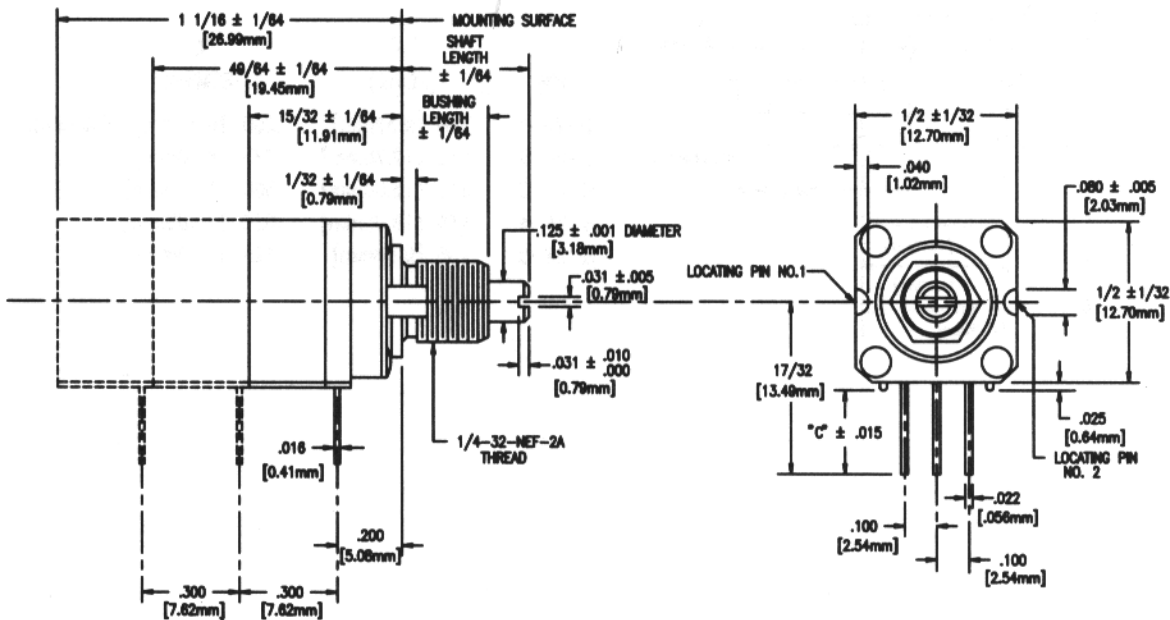 1 1/16 ± 1/64
[26.99mm]
MOUNTING SURFACE
SHAFT
LENGTH
± 1/64
49/64 ± 1/64
[19.45mm]
15/32 ± 1/64
[11.91mm]
BUSHING
LENGTH
± 1/64
1/32 ± 1/64
[0.79mm]
.125 ± .001 DIAMETER
[3.18mm]
.031 ±.005
[0.79mm]
.031 ± .010
.000
[0.79mm]
1/4-32-NEF-2A
THREAD
.016
[0.41mm]
.200
[5.08mm]
.300
[7.62mm]
.300
[7.62mm]
1/2 ±1/32
[12.70mm]
.040
[1.02mm]
.080 ± .005
[2.03mm]
LOCATING PIN NO.1
1/2 ±1/32
[12.70mm]
17/32
[13.49mm]
"C" ± .015
.025
[0.64mm]
LOCATING PIN
NO. 2
.022
[.056mm]
.100
[2.54mm]
.100
[2.54mm]